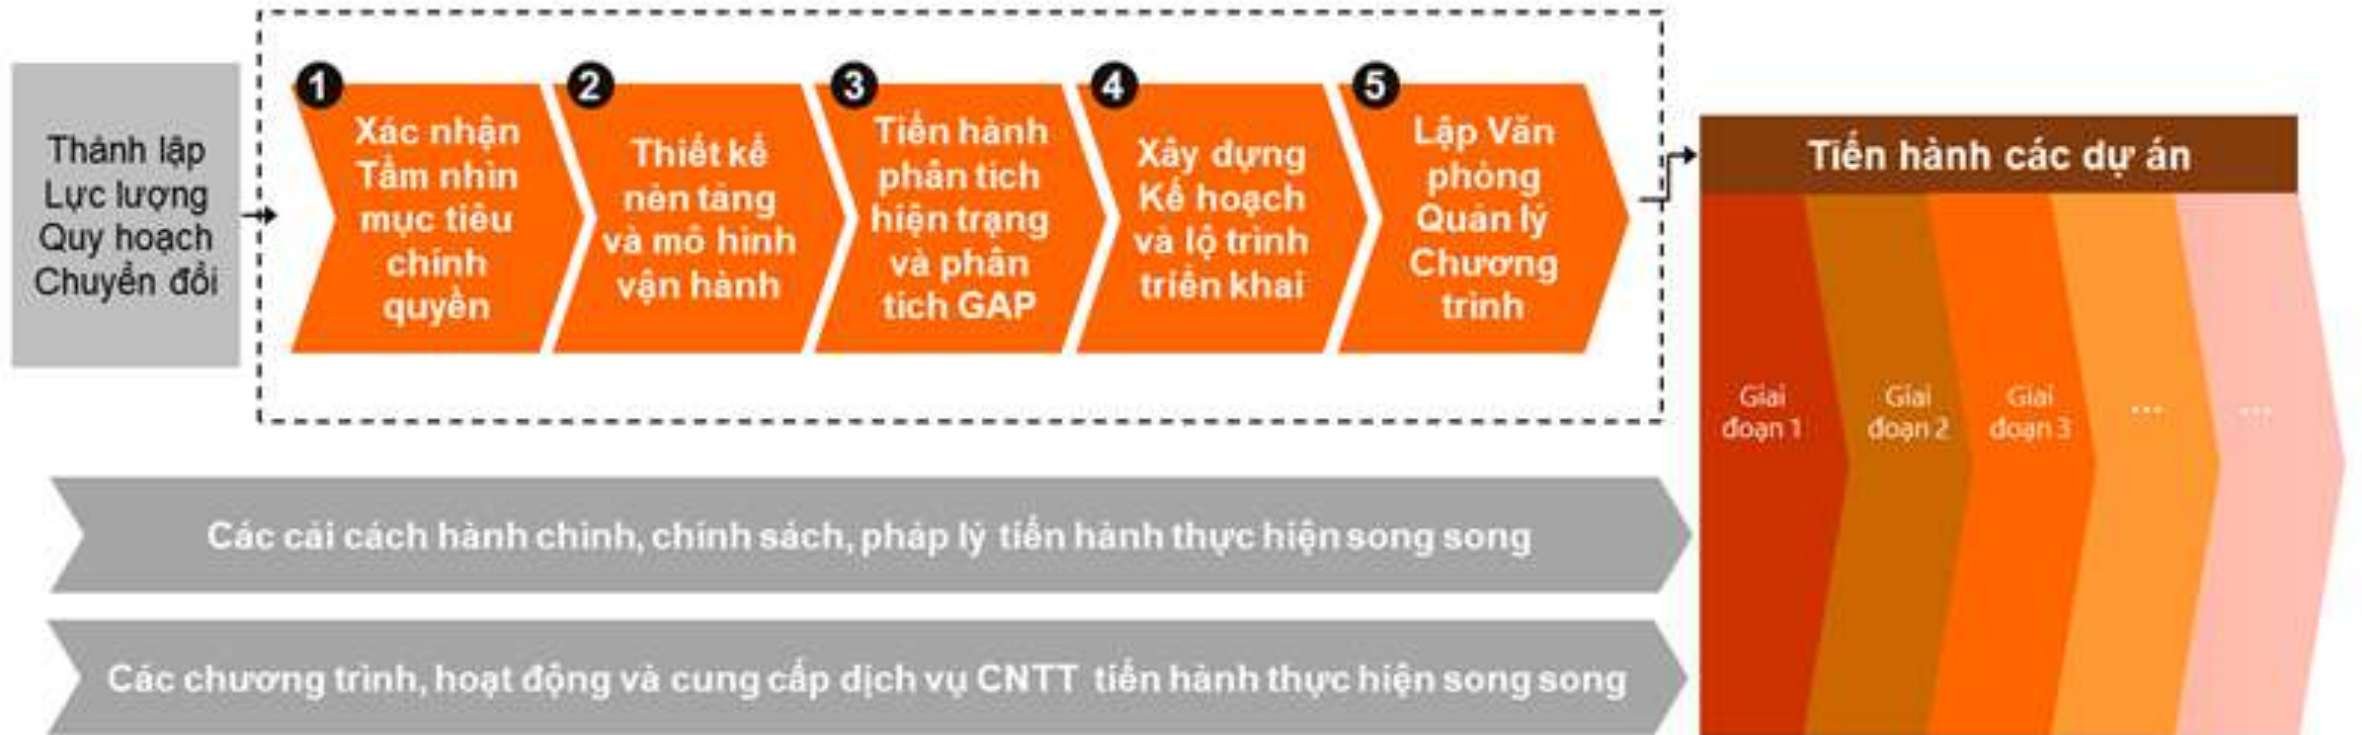 Thành lập
Lực lượng
Quy hoạch
Chuyển đổi
1
Xác nhận
Tầm nhìn
mục tiêu
chính
quyền
2
Thiết kế
nền tảng
và mô hình
vận hành
3
Tiến hành
phân tích
hiện trạng
và phân
tích GAP
4
Xây dựng
Kế hoạch
và lộ trình
triển khai
5
Lập Văn
phòng
Quản lý
Chương
trình
Tiến hành các dự án
Giai
đoạn 1
Giai
đoạn 2
Giai
đoạn 3
...
...
Các cải cách hành chính, chính sách, pháp lý tiến hành thực hiện song song
Các chương trình, hoạt động và cung cấp dịch vụ CNTT tiến hành thực hiện song song